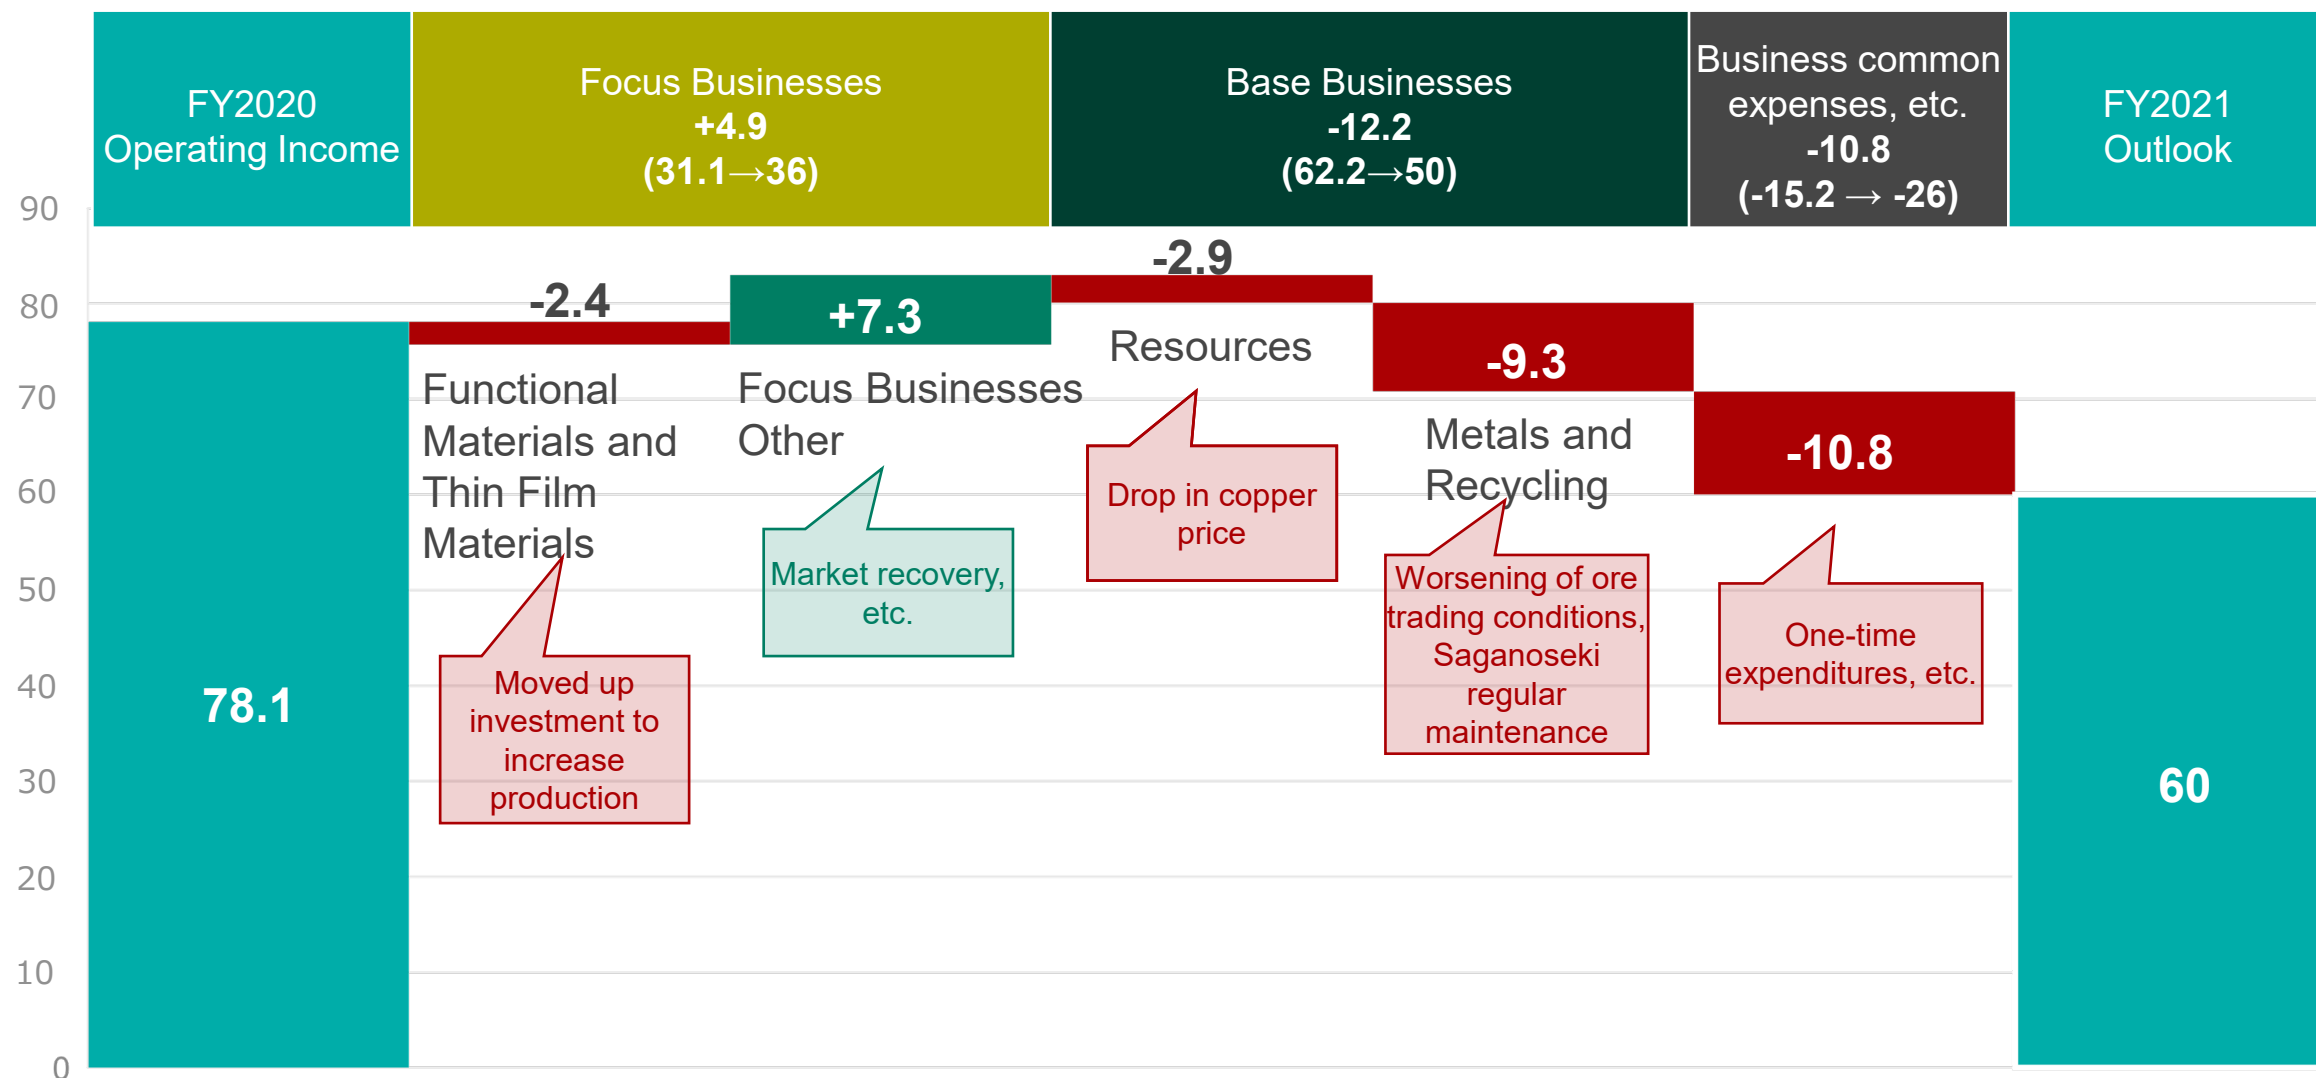 FY2020
Operating Income
Focus Businesses
+4.9
(31.1→36)
Base Businesses
-12.2
(62.2→50)
Business common
expenses, etc.
-10.8
(-15.2 → -26)
FY2021
Outlook
90
80
70
60
50
40
30
20
10
0
78.1
-2.4
Functional
Materials and
Thin Film
Materials
Moved up
investment to
increase
production
+7.3
Focus Businesses
Other
Market recovery,
etc.
-2.9
Resources
Drop in copper
price
-9.3
Metals and
Recycling
Worsening of ore
trading conditions,
Saganoseki
regular
maintenance
-10.8
One-time
expenditures, etc.
60